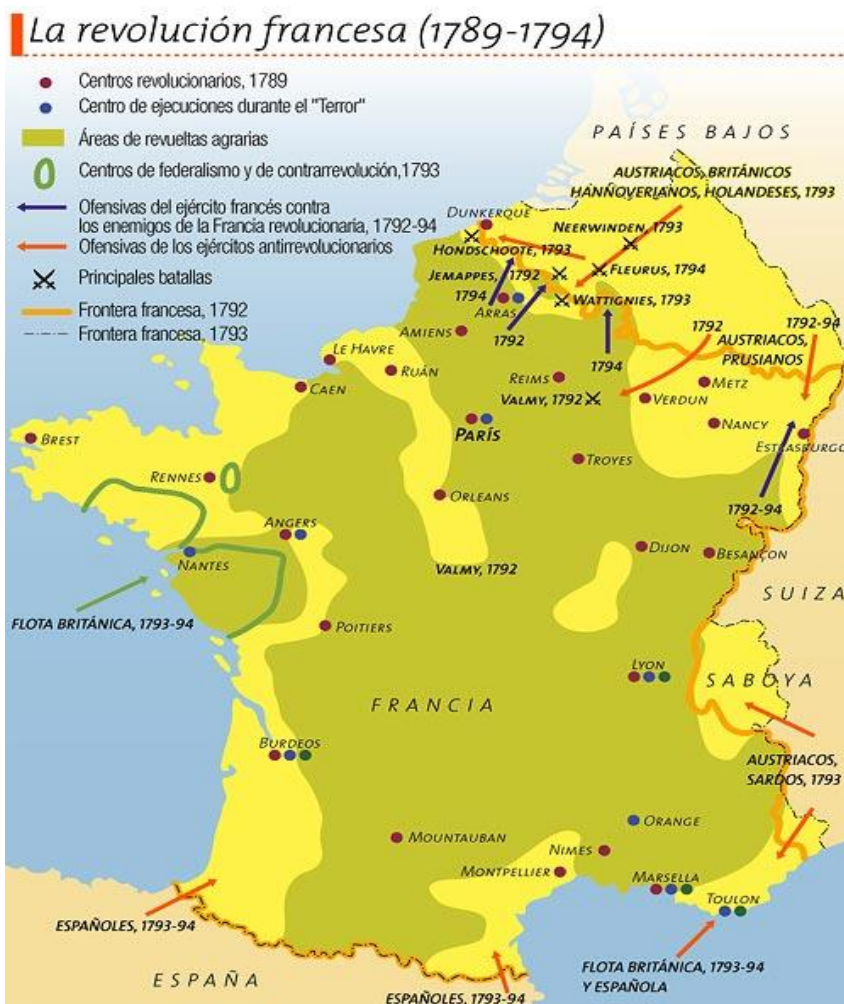 La revolución francesa (1789-1794)
Centros revolucionarios, 1789
Centro de ejecuciones durante el "Terror"
Áreas de revueltas agrarias
Centros de federalismo y de contrarrevolución,1793
Ofensivas del ejército francés contra
los enemigos de la Francia revolucionaria, 1792-94
Ofensivas de los ejércitos antirrevolucionarios
Principales batallas
Frontera francesa, 1792
Frontera francesa, 1793
PAÍSES BAJOS
AUSTRIACOS, BRITÁNICOS
HANNOVERIANOS, HOLANDESES, 1793
DUNKERQUE
NEERWINDEN, 1793
HONDSCHOOTE, 1793
JEMAPPES, 1792
FLEURUS, 1794
1794
ARRAS
WATTIGNIES, 1793
AMIENS
1792
1794
1792
AUSTRIACOS,
PRUSIANOS
1792-94
LE HAVRE
RUÁN
CAEN
REIMS
VALMY, 1792
METZ
VERDUN
NANCY
ESTRASBURGO
BREST
PARÍS
TROYES
RENNES
ORLEANS
1792-94
ANGERS
NANTES
VALMY, 1792
DIJON
BESANÇON
SUIZA
FLOTA BRITÁNICA, 1793-94
POITIERS
LYON
SABOYA
FRANCIA
BURDEOS
AUSTRIACOS,
SARDOS, 1793
ORANGE
MOUNTAUBAN
NIMES
MONTPELLIER
MARSELLA
TOULON
ESPAÑOLES, 1793-94
FLOTA BRITÁNICA, 1793-94
Y ESPAÑOLA
ESPAÑA
ESPAÑOLES, 1793-94